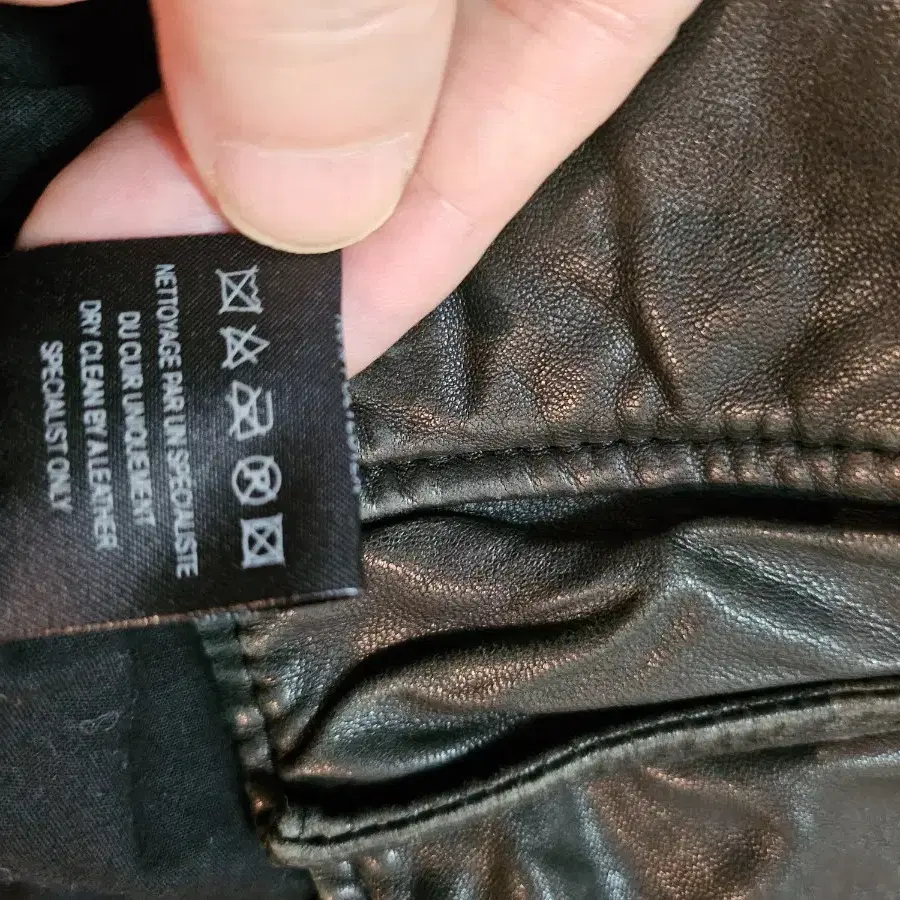 NETTOYAGE PAR UN SPECIALISTE
DU CUIR UNIQUEMENT
DRY CLEAN BY A LEATHER
SPECIALIST ONLY